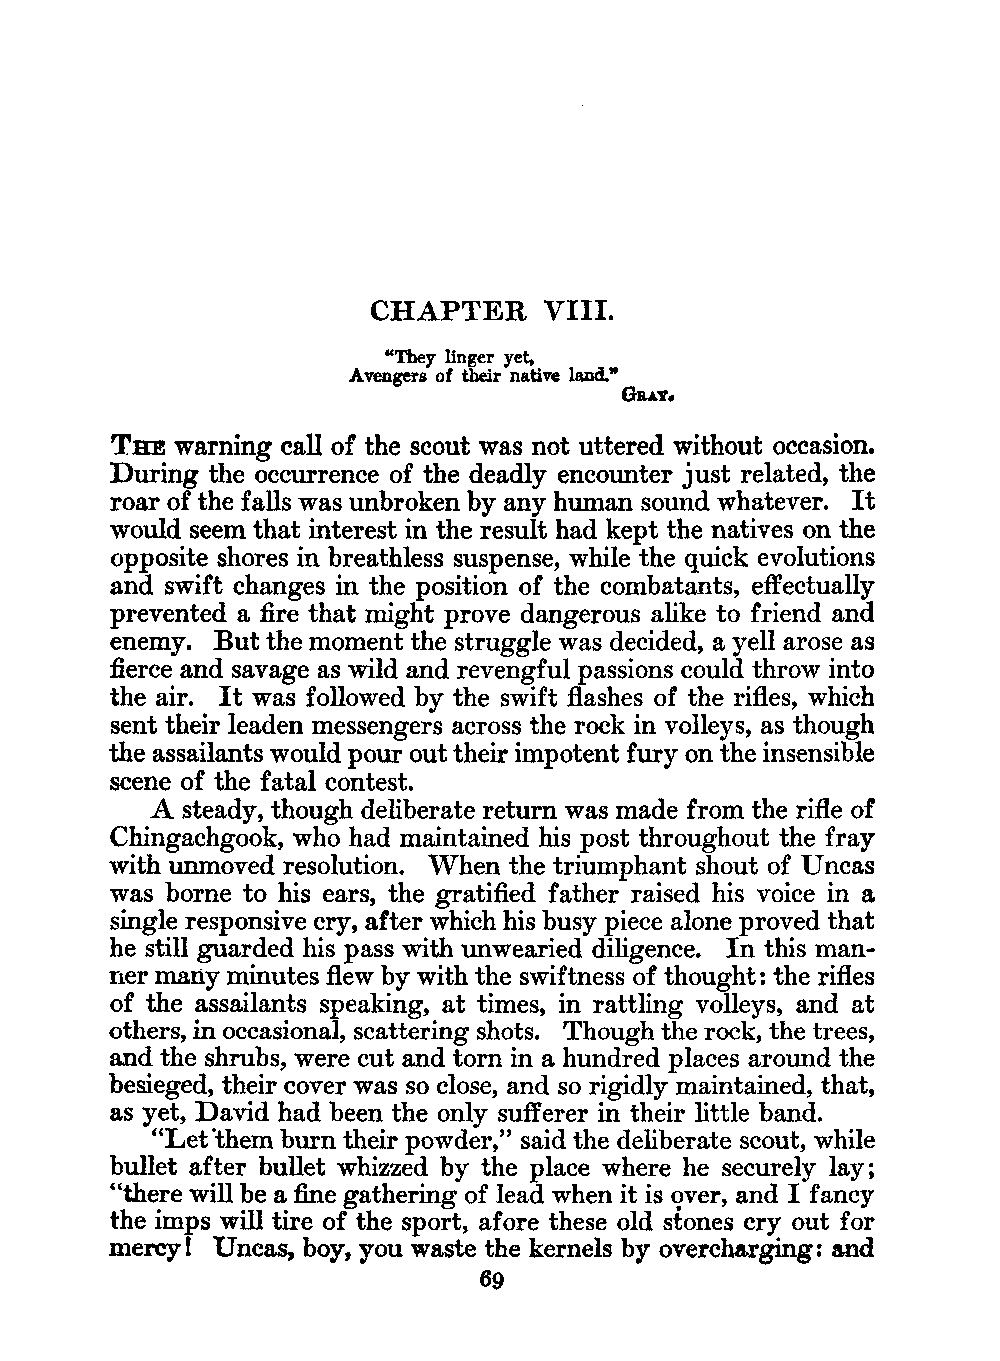 CHAPTER VIII.
“They linger yet,
Avengers of their native land.”
GRAY.
THE warning call of the scout was not uttered without occasion.
During the occurrence of the deadly encounter just related, the
roar of the falls was unbroken by any human sound whatever. It
would seem that interest in the result had kept the natives on the
opposite shores in breathless suspense, while the quick evolutions
and swift changes in the position of the combatants, effectually
prevented a fire that might prove dangerous alike to friend and
enemy. But the moment the struggle was decided, a yell arose as
fierce and savage as wild and revengful passions could throw into
the air. It was followed by the swift flashes of the rifles, which
sent their leaden messengers across the rock in volleys, as though
the assailants would pour out their impotent fury on the insensible
scene of the fatal contest.
A steady, though deliberate return was made from the rifle of
Chingachgook, who had maintained his post throughout the fray
with unmoved resolution. When the triumphant shout of Uncas
was borne to his ears, the gratified father raised his voice in a
single responsive cry, after which his busy piece alone proved that
he still guarded his pass with unwearied diligence. In this man-
ner many minutes flew by with the swiftness of thought: the rifles
of the assailants speaking, at times, in rattling volleys, and at
others, in occasional, scattering shots. Though the rock, the trees,
and the shrubs, were cut and torn in a hundred places around the
besieged, their cover was so close, and so rigidly maintained, that,
as yet, David had been the only sufferer in their little band.
“Let them burn their powder,” said the deliberate scout, while
bullet after bullet whizzed by the place where he securely lay;
“there will be a fine gathering of lead when it is over, and I fancy
the imps will tire of the sport, afore these old stones cry out for
mercy! Uncas, boy, you waste the kernels by overcharging: and
69